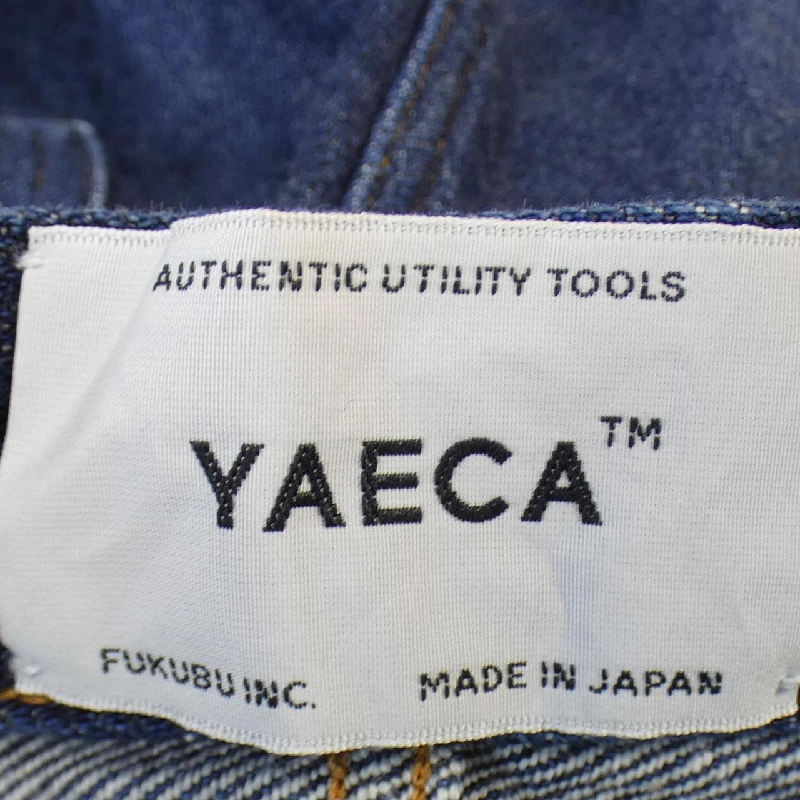 AUTHENTIC UTILITY TOOLS
YAECA™
FUKUBU INC. MADE IN JAPAN